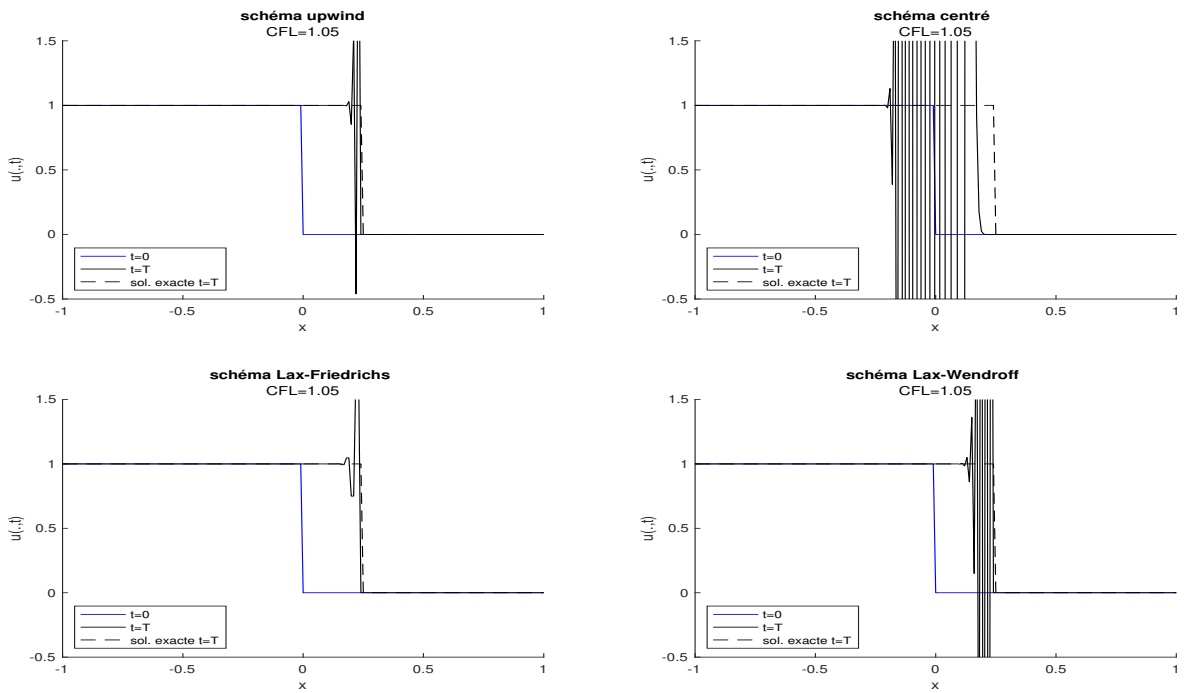 schéma upwind
CFL=1.05
1.5
1
0.5
0
-0.5
u(.,t)
t=0
t=T
sol. exacte t=T
-1
-0.5
0
0.5
1
x
schéma centré
CFL=1.05
1.5
1
0.5
0
-0.5
u(.,t)
t=0
t=T
sol. exacte t=T
-1
-0.5
0
0.5
1
x
schéma Lax-Friedrichs
CFL=1.05
1.5
1
0.5
0
-0.5
u(.,t)
t=0
t=T
sol. exacte t=T
-1
-0.5
0
0.5
1
x
schéma Lax-Wendroff
CFL=1.05
1.5
1
0.5
0
-0.5
u(.,t)
t=0
t=T
sol. exacte t=T
-1
-0.5
0
0.5
1
x